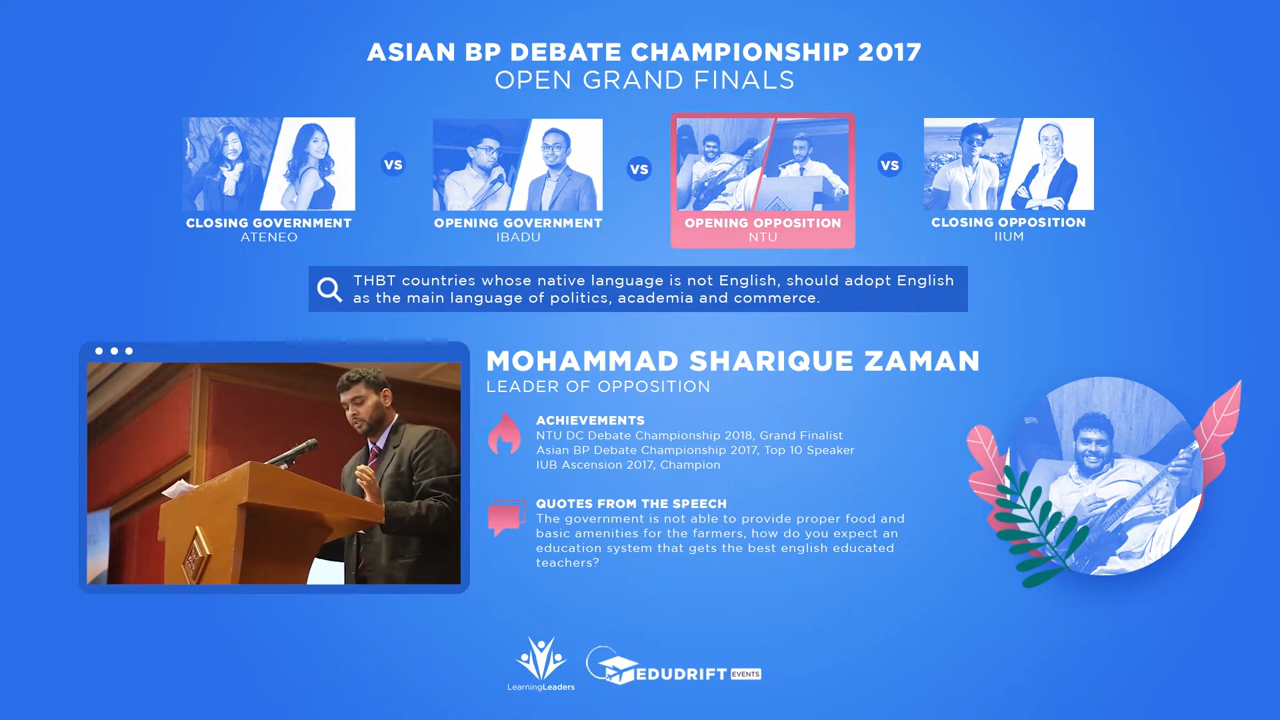 ASIAN BP DEBATE CHAMPIONSHIP 2017
OPEN GRAND FINALS
VS
VS
VS
CLOSING GOVERNMENT
ATENEO
OPENING GOVERNMENT
IBADU
OPENING OPPOSITION
NTU
CLOSING OPPOSITION
IIUM
THBT countries whose native language is not English, should adopt English
as the main language of politics, academia and commerce.
MOHAMMAD SHARIQUE ZAMAN
LEADER OF OPPOSITION
ACHIEVEMENTS
NTU DC Debate Championship 2018, Grand Finalist
Asian BP Debate Championship 2017, Top 10 Speaker
IUB Ascension 2017, Champion
QUOTES FROM THE SPEECH
The government is not able to provide proper food and
basic amenities for the farmers, how do you expect an
education system that gets the best english educated
teachers?
LearningLeaders
EDUDRIFT EVENTS